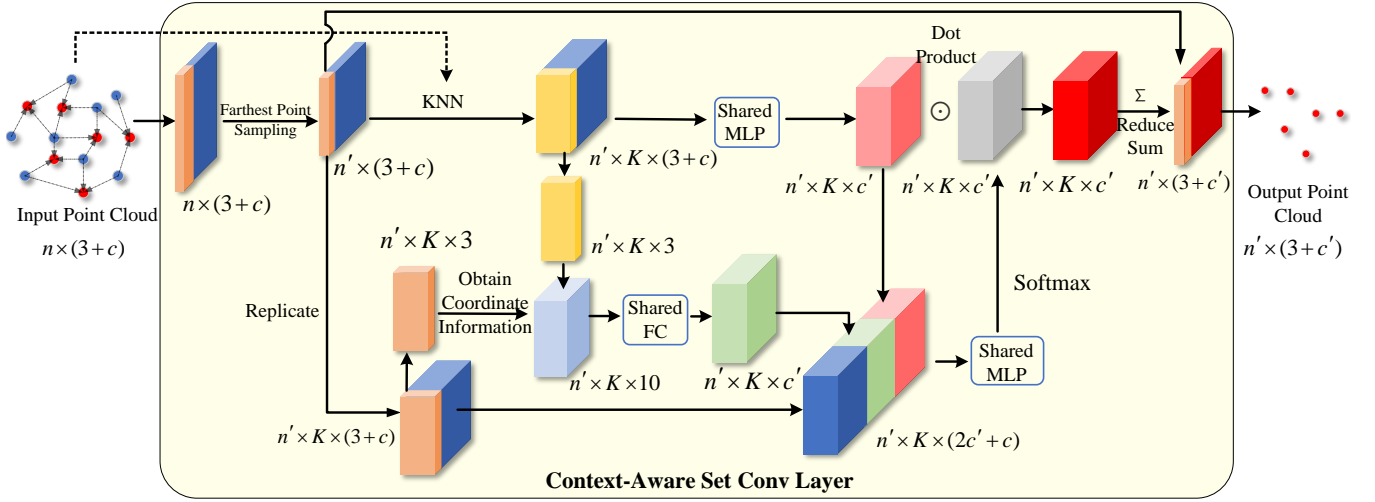 Input Point Cloud
n×(3+c)
n×(3+c)
Farthest Point
Sampling
n′×(3+c)
KNN
n′×K×(3+c)
Shared
MLP
n′×K×c′
Dot
Product
⊙
n′×K×c′
n′×K×c′
Σ
Reduce
Sum
n′×(3+c′)
Output Point
Cloud
n′×(3+c′)
n′×K×3
n′×K×3
Obtain
Coordinate
Information
Replicate
n′×K×10
Shared
FC
n′×K×c′
n′×K×(3+c)
n′×K×(2c′+c)
Shared
MLP
Softmax
Context-Aware Set Conv Layer